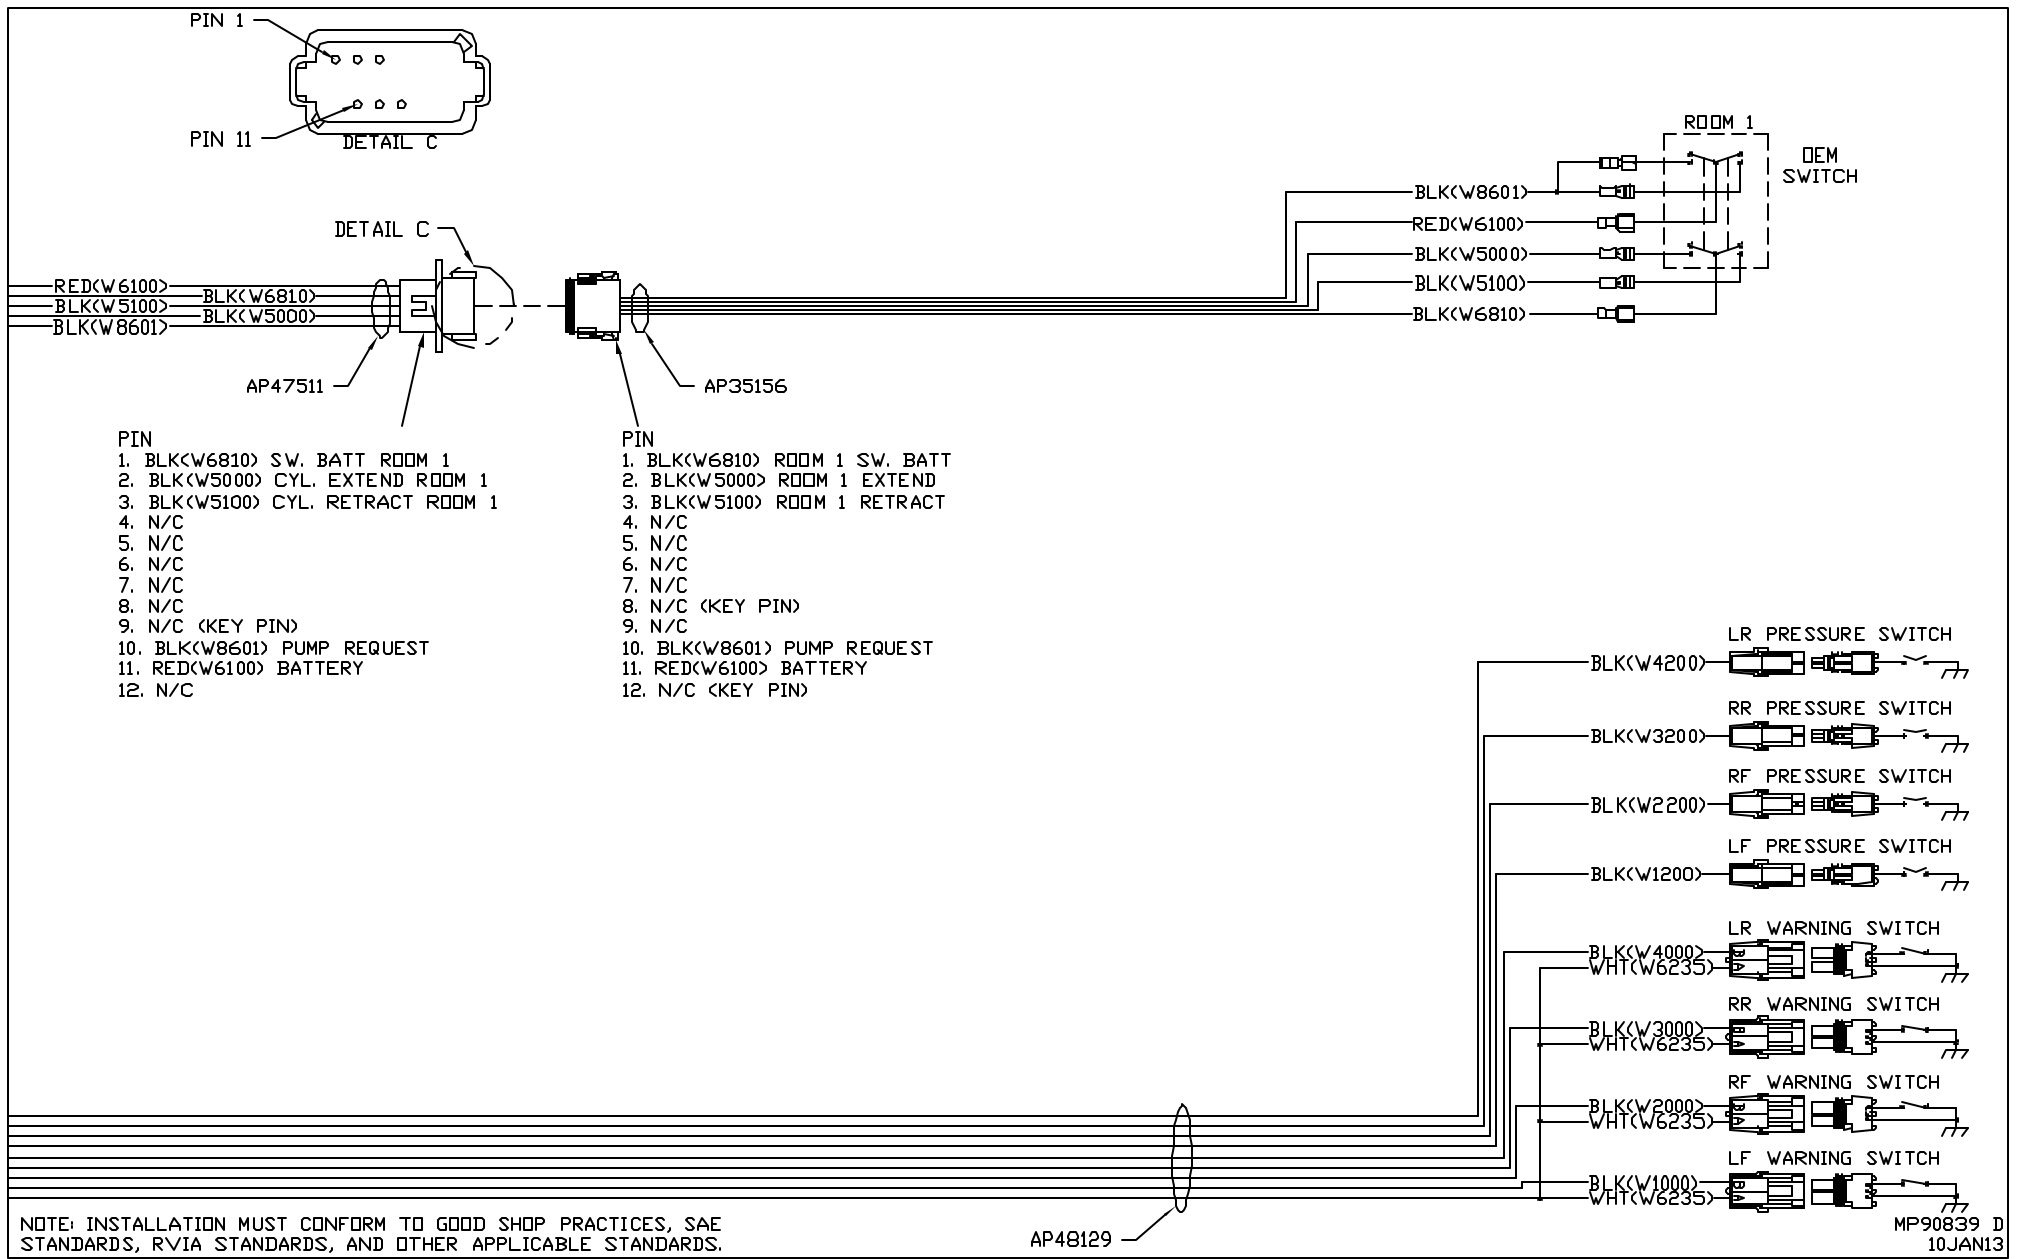 PIN 1
PIN 11
DETAIL C
ROOM 1
OEM
SWITCH
DETAIL C
BLK(W8601)
RED(W6100)
BLK(W5000)
BLK(W5100)
BLK(W6810)
RED(W6100)
BLK(W6810)
BLK(W5100)
BLK(W5000)
BLK(W8601)
AP47511
AP35156
PIN
1. BLK(W6810) SW. BATT ROOM 1
2. BLK(W5000) CYL. EXTEND ROOM 1
3. BLK(W5100) CYL. RETRACT ROOM 1
4. N/C
5. N/C
6. N/C
7. N/C
8. N/C
9. N/C (KEY PIN)
10. BLK(W8601) PUMP REQUEST
11. RED(W6100) BATTERY
12. N/C
PIN
1. BLK(W6810) ROOM 1 SW. BATT
2. BLK(W5000) ROOM 1 EXTEND
3. BLK(W5100) ROOM 1 RETRACT
4. N/C
5. N/C
6. N/C
7. N/C
8. N/C (KEY PIN)
9. N/C
10. BLK(W8601) PUMP REQUEST
11. RED(W6100) BATTERY
12. N/C (KEY PIN)
LR PRESSURE SWITCH
BLK(W4200)
RR PRESSURE SWITCH
BLK(W3200)
RF PRESSURE SWITCH
BLK(W2200)
LF PRESSURE SWITCH
BLK(W1200)
LR WARNING SWITCH
BLK(W4000)
B
WHT(W6235)
A
RR WARNING SWITCH
BLK(W3000)
B
WHT(W6235)
A
RF WARNING SWITCH
BLK(W2000)
B
WHT(W6235)
A
LF WARNING SWITCH
BLK(W1000)
B
WHT(W6235)
A
AP48129
NOTE: INSTALLATION MUST CONFORM TO GOOD SHOP PRACTICES, SAE
STANDARDS, RVIA STANDARDS, AND OTHER APPLICABLE STANDARDS.
MP90839 D
10JAN13